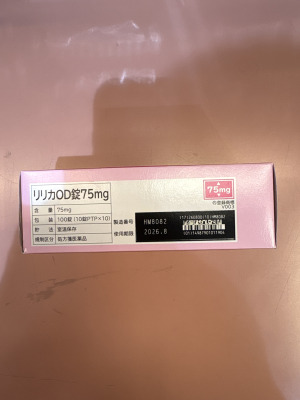 リリカOD錠75mg
含　量　75mg
包　装　100錠(10錠PTP×10)
貯　法　室温保存
規制区分　処方箋医薬品
製造番号　HM8082
使用期限　2026.8
75mg
V003